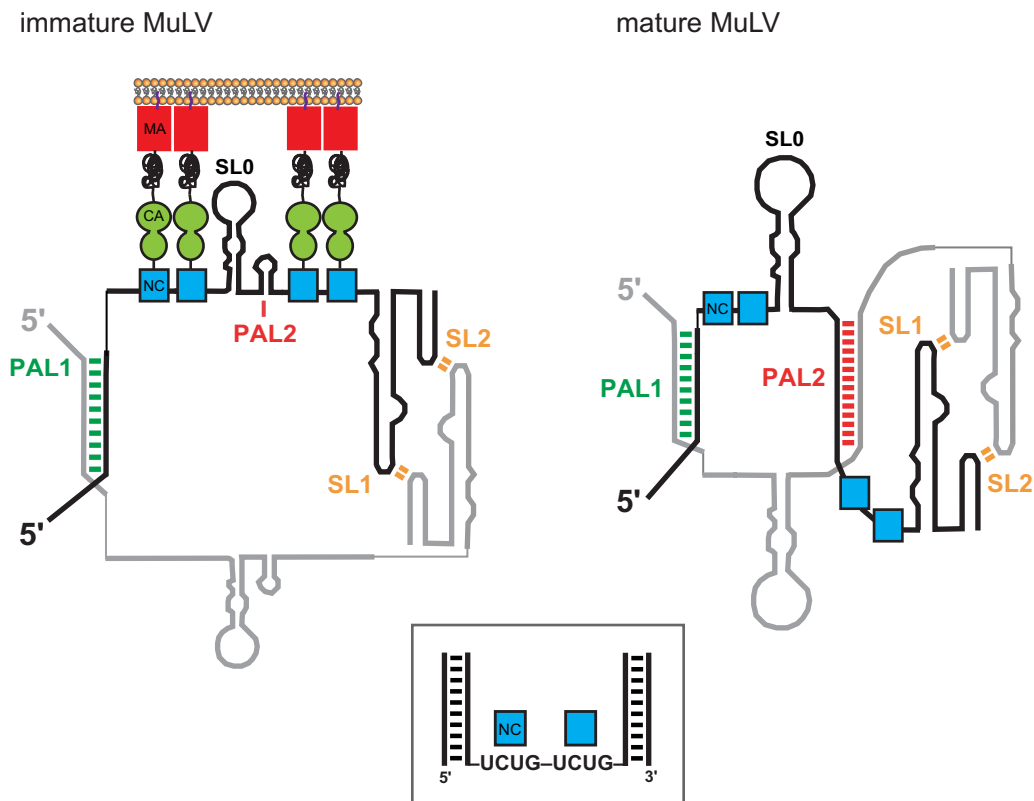 immature MuLV
mature MuLV
MA
SL0
CA
NC
PAL2
5'
PAL1
SL2
SL1
5'
SL0
5'
NC
SL1
PAL1
PAL2
SL2
5'
NC
UCUG–UCUG
5'
3'